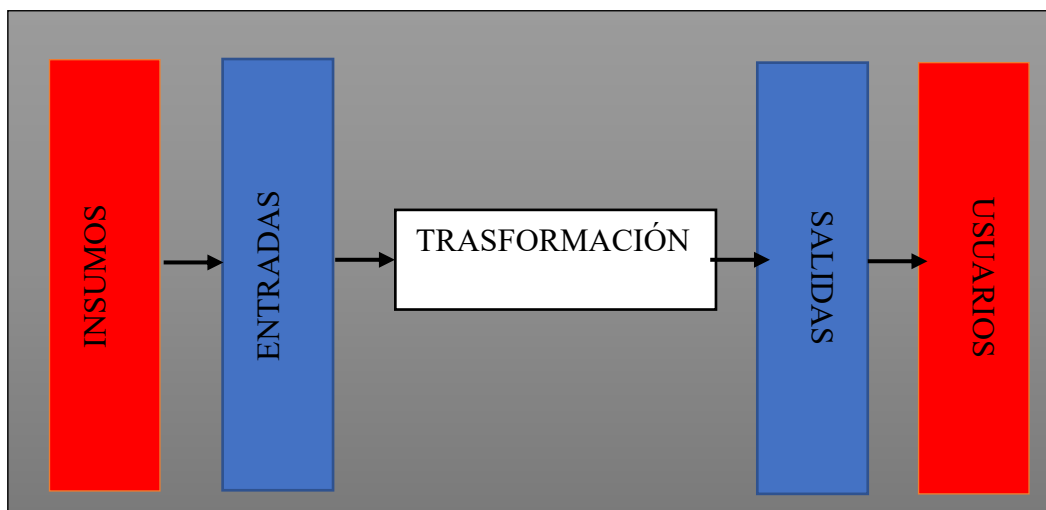 INSUMOS
ENTRADAS
TRASFORMACIÓN
SALIDAS
USUARIOS